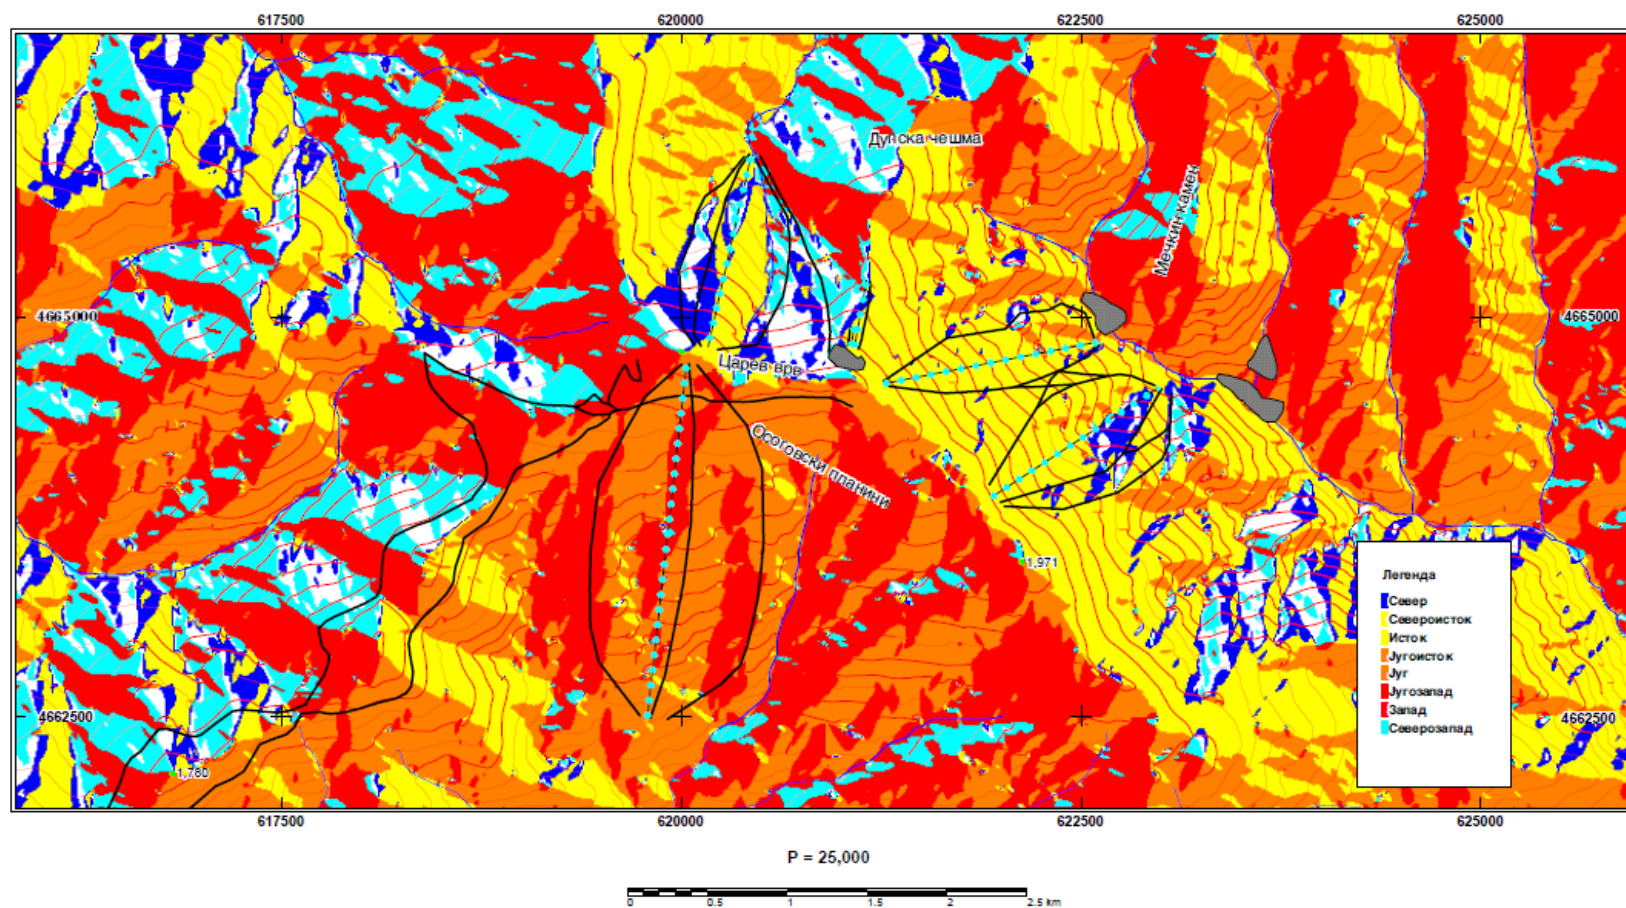 617500 620000 622500 625000
Дупска чешма
Мечкин камен
4665000 4665000
Царев врв
Осоговски планини
1,971
Легенда
Север
Североисток
Исток
Југоисток
Југ
Југозапад
Запад
Северозапад
4662500 4662500
1,780
617500 620000 622500 625000
P = 25,000
0 0.5 1 1.5 2 2.5 km